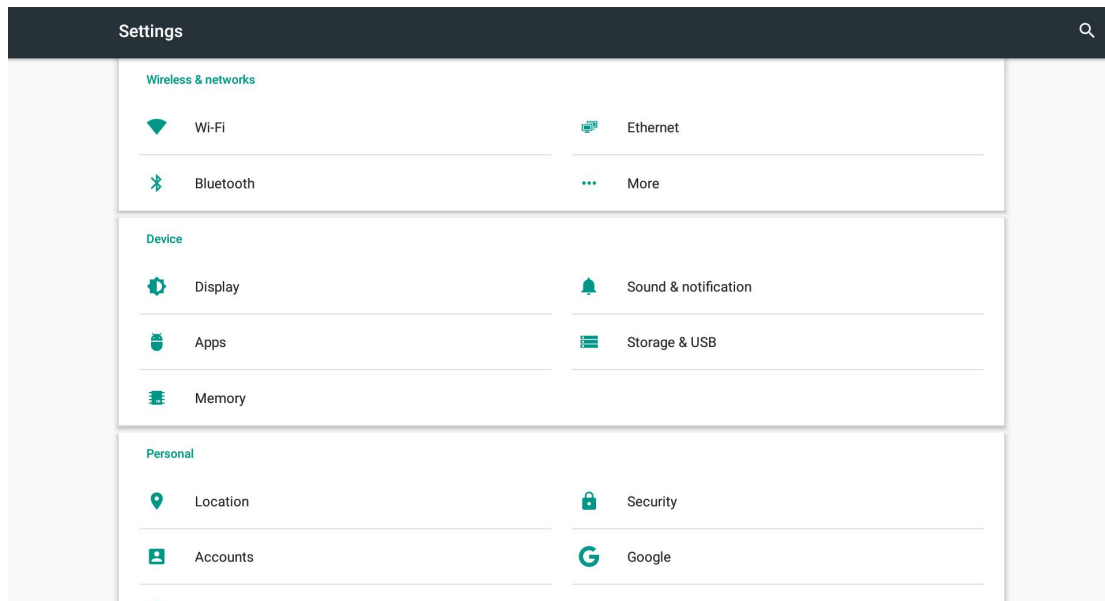 Settings
Wireless & networks
Wi-Fi
Ethernet
Bluetooth
More
Device
Display
Sound & notification
Apps
Storage & USB
Memory
Personal
Location
Security
Accounts
Google